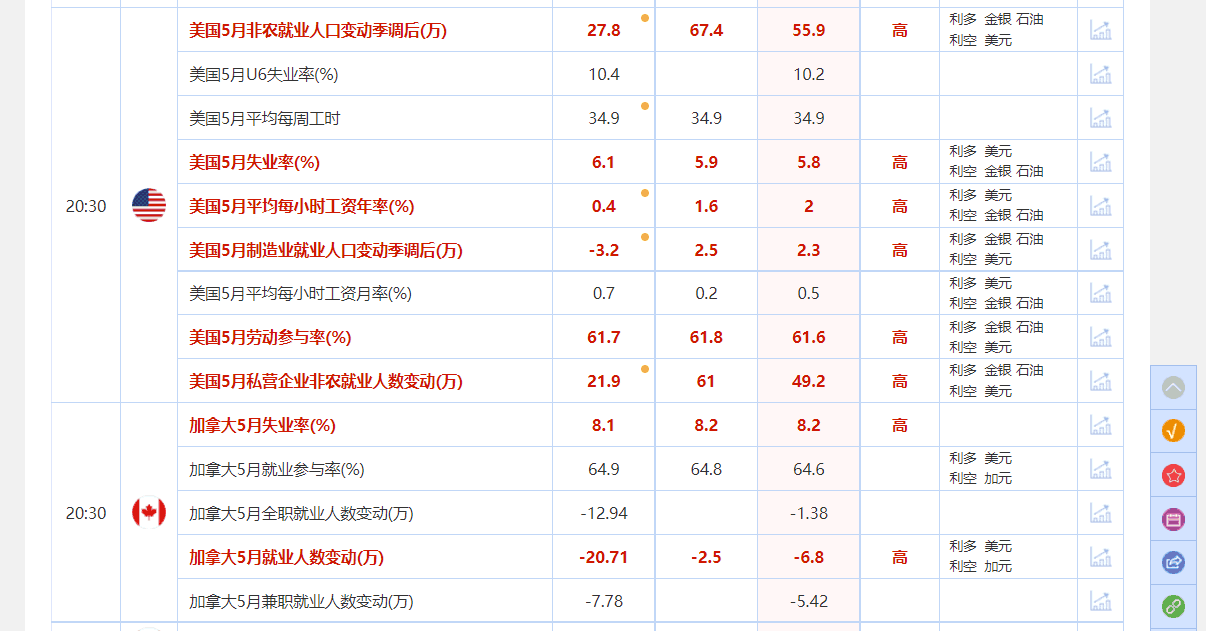 美国5月非农就业人口变动季调后(万) 27.8 67.4 55.9 高 利多 金银 石油
利空 美元
美国5月U6失业率(%) 10.4 10.2
美国5月平均每周工时 34.9 34.9 34.9
美国5月失业率(%) 6.1 5.9 5.8 高 利多 美元
利空 金银 石油
20:30 美国5月平均每小时工资年率(%) 0.4 1.6 2 高 利多 美元
利空 金银 石油
美国5月制造业就业人口变动季调后(万) -3.2 2.5 2.3 高 利多 金银 石油
利空 美元
美国5月平均每小时工资月率(%) 0.7 0.2 0.5 利多 美元
利空 金银 石油
美国5月劳动参与率(%) 61.7 61.8 61.6 高 利多 金银 石油
利空 美元
美国5月私营企业非农就业人数变动(万) 21.9 61 49.2 高 利多 金银 石油
利空 美元
加拿大5月失业率(%) 8.1 8.2 8.2 高
加拿大5月就业参与率(%) 64.9 64.8 64.6 利多 美元
利空 加元
20:30 加拿大5月全职就业人数变动(万) -12.94 -1.38
加拿大5月就业人数变动(万) -20.71 -2.5 -6.8 高 利多 美元
利空 加元
加拿大5月兼职就业人数变动(万) -7.78 -5.42